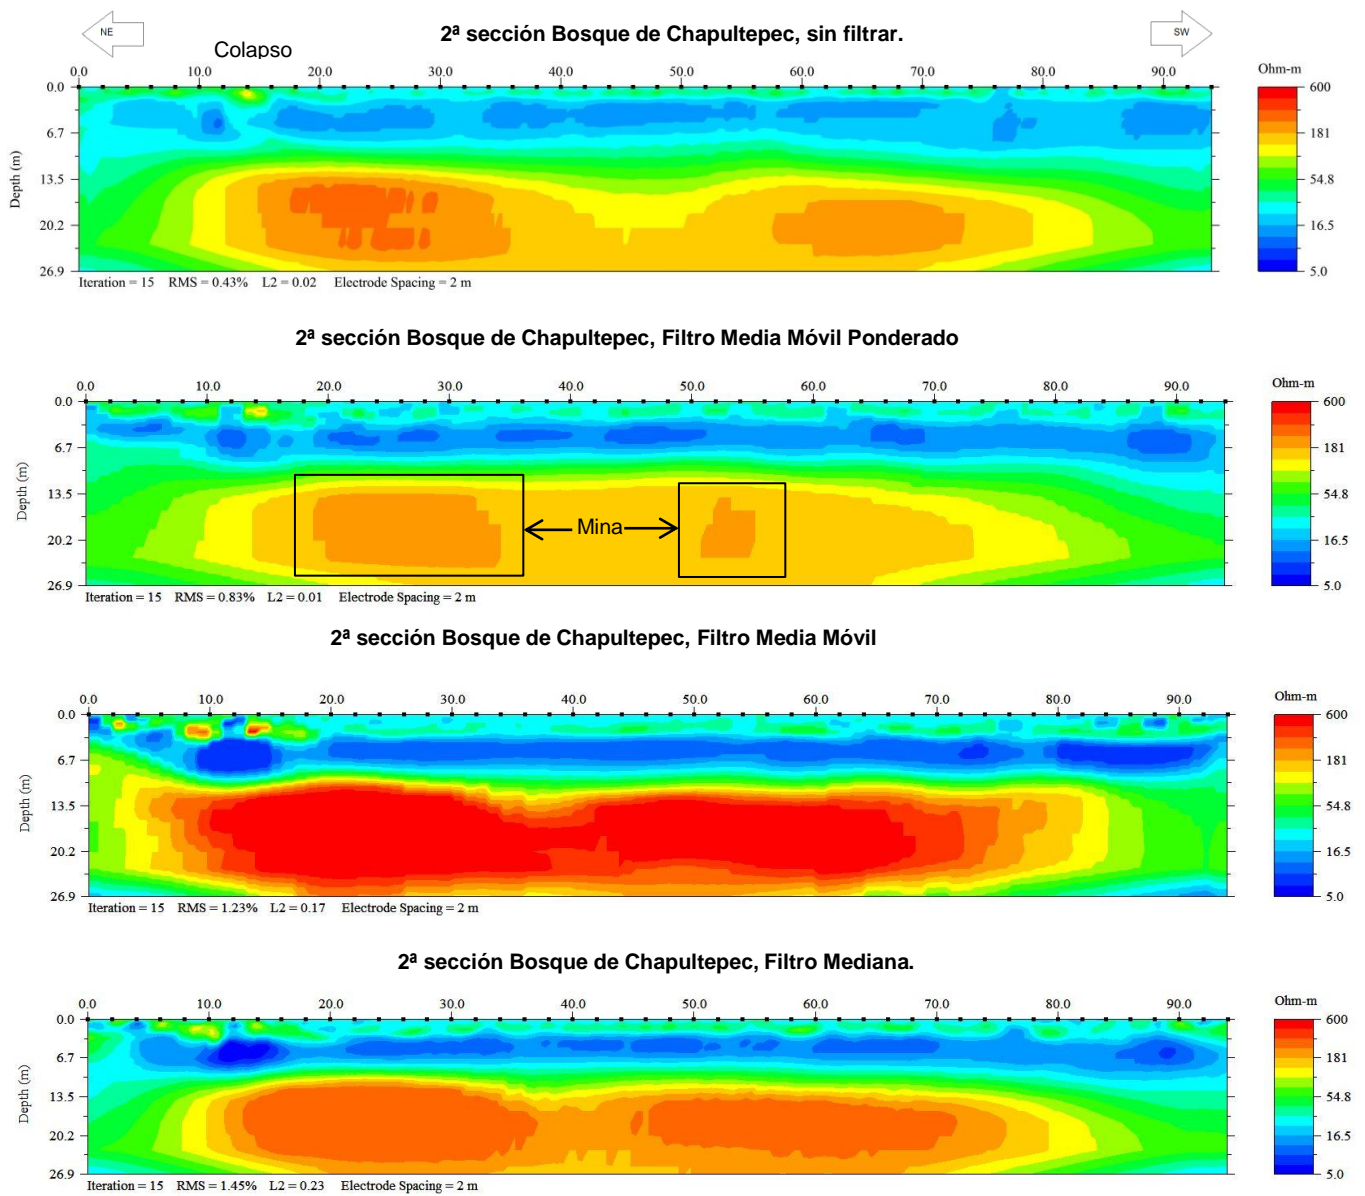 NE
2ª sección Bosque de Chapultepec, sin filtrar.
SW
Colapso
0.0 10.0 20.0 30.0 40.0 50.0 60.0 70.0 80.0 90.0
Ohm-m
0.0
6.7
13.5
20.2
26.9
Depth (m)
600
181
54.8
16.5
5.0
Iteration = 15 RMS = 0.43% L2 = 0.02 Electrode Spacing = 2 m
2ª sección Bosque de Chapultepec, Filtro Media Móvil Ponderado
0.0 10.0 20.0 30.0 40.0 50.0 60.0 70.0 80.0 90.0
Ohm-m
0.0
6.7
13.5
20.2
26.9
Depth (m)
Mina
600
181
54.8
16.5
5.0
Iteration = 15 RMS = 0.83% L2 = 0.01 Electrode Spacing = 2 m
2ª sección Bosque de Chapultepec, Filtro Media Móvil
0.0 10.0 20.0 30.0 40.0 50.0 60.0 70.0 80.0 90.0
Ohm-m
0.0
6.7
13.5
20.2
26.9
Depth (m)
600
181
54.8
16.5
5.0
Iteration = 15 RMS = 1.23% L2 = 0.17 Electrode Spacing = 2 m
2ª sección Bosque de Chapultepec, Filtro Mediana.
0.0 10.0 20.0 30.0 40.0 50.0 60.0 70.0 80.0 90.0
Ohm-m
0.0
6.7
13.5
20.2
26.9
Depth (m)
600
181
54.8
16.5
5.0
Iteration = 15 RMS = 1.45% L2 = 0.23 Electrode Spacing = 2 m